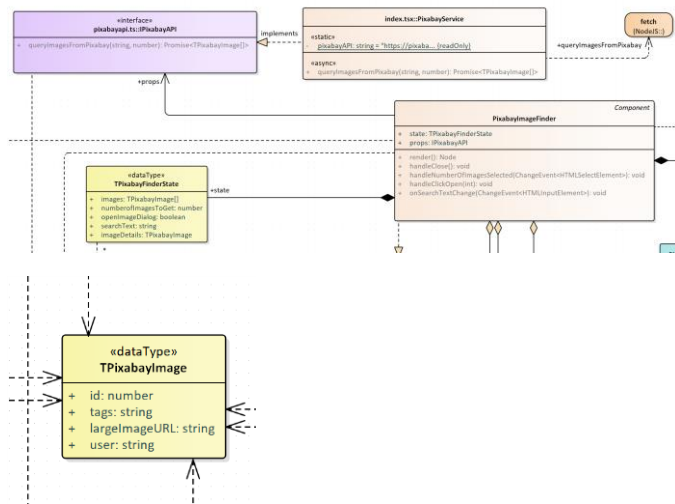 «interface»
pixabayapi.ts::IPixabayAPI
+ queryImagesFromPixabay(string, number): Promise<TPixabayImage[]>
implements
index.tsx::PixabayService
«static»
- pixabayAPI: string = "https://pixaba... {readOnly}
«async»
+ queryImagesFromPixabay(string, number): Promise<TPixabayImage[]>
fetch
(NodeJS::)
+queryImagesFromPixabay
+props
Component
PixabayImageFinder
+ state: TPixabayFinderState
+ props: IPixabayAPI
+ render(): Node
+ handleClose(): void
+ handleNumberOfImagesSelected(ChangeEvent<HTMLSelectElement>): void
+ handleClickOpen(int): void
+ onSearchTextChange(ChangeEvent<HTMLInputElement>): void
«dataType»
TPixabayFinderState
+ images: TPixabayImage[]
+ numberofImagesToGet: number
+ openImageDialog: boolean
+ searchText: string
+ imageDetails: TPixabayImage
+state
*
«dataType»
TPixabayImage
+ id: number
+ tags: string
+ largeImageURL: string
+ user: string